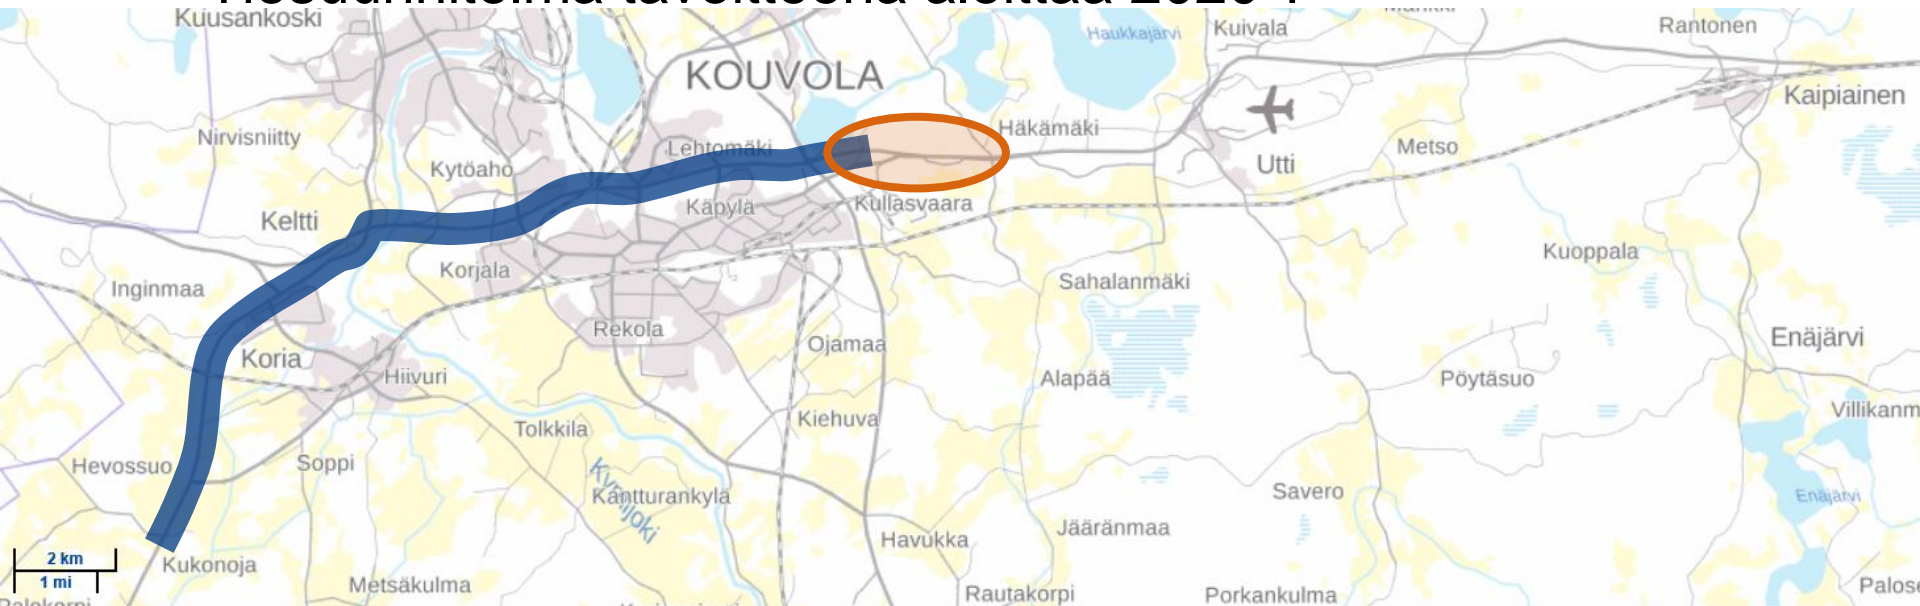 Kuusankoski
Haukkajärvi
Kuivala
Rantonen
KOUVOLA
Kaipiainen
Nirvisniitty
Lehtomäki
Häkämäki
Metso
Kytöaho
Utti
Keltti
Käpylä
Kullasvaara
Kuoppala
Korjala
Inginmaa
Sahalanmäki
Rekola
Ojamaa
Enäjärvi
Koria
Hiivuri
Alapää
Pöytäsuo
Kiehuva
Villikanm
Tolkkila
Hevossuo
Soppi
Kymijoki
Kantturankylä
Savero
Enäjärvi
Havukka
Jääränmaa
2 km
1 mi
Kukonoja
Metsäkulma
Rautakorpi
Porkankulma
Palos